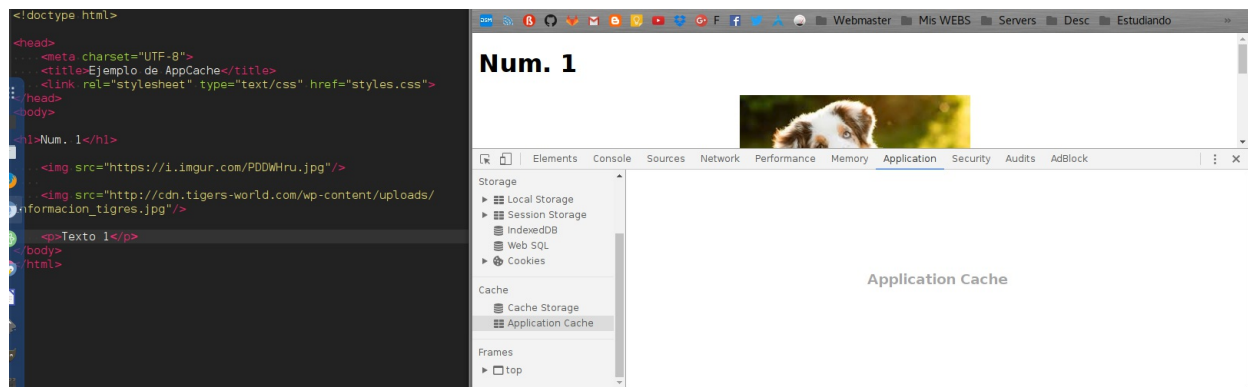 <!doctype html>
<head>
<meta charset="UTF-8">
<title>Ejemplo de AppCache</title>
<link rel="stylesheet" type="text/css" href="styles.css">
</head>
<body>
<h1>Num. 1</h1>
<img src="https://i.imgur.com/PDDWHru.jpg"/>
<img src="http://cdn.tigers-world.com/wp-content/uploads/
informacion_tigres.jpg"/>
<p>Texto 1</p>
</body>
</html>
Webmaster Mis WEBS Servers Desc Estudiando »
Num. 1
Elements Console Sources Network Performance Memory Application Security Audits AdBlock
Storage
Local Storage
Session Storage
IndexedDB
Web SQL
Cookies
Cache
Cache Storage
Application Cache
Frames
top
Application Cache